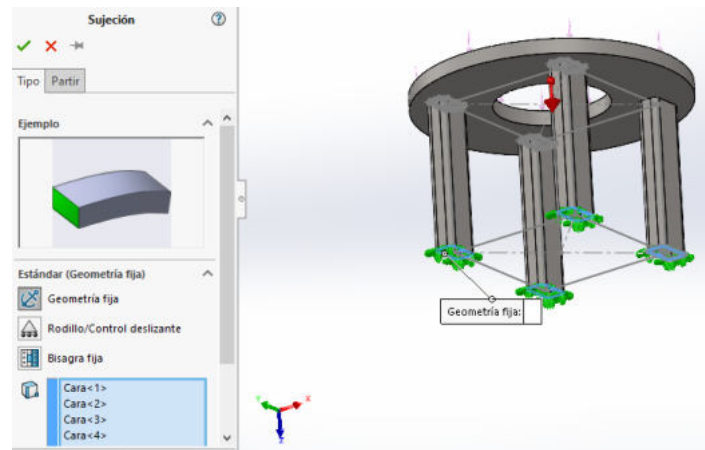 Sujeción
Tipo Partir
Ejemplo
Estándar (Geometría fija)
Geometría fija
Rodillo/Control deslizante
Bisagra fija
Cara<1>
Cara<2>
Cara<3>
Cara<4>
Geometría fija:
Y
X
Z